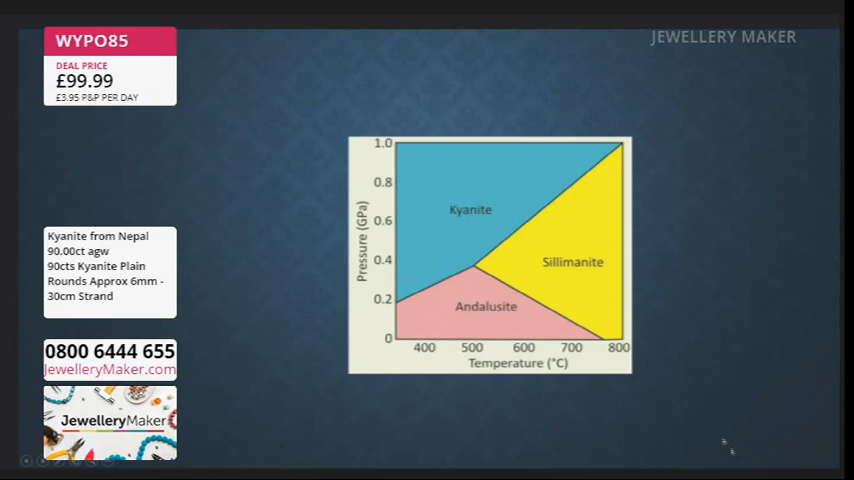 WYPO85
DEAL PRICE
£99.99
£3.95 P&P PER DAY
JEWELLERY MAKER
Kyanite from Nepal
90.00ct agw
90cts Kyanite Plain
Rounds Approx 6mm -
30cm Strand
0800 6444 655
JewelleryMaker.com
JewelleryMaker
1.0
0.8
0.6
0.4
0.2
0
Pressure (GPa)
Kyanite
Sillimanite
Andalusite
400 500 600 700 800
Temperature (°C)